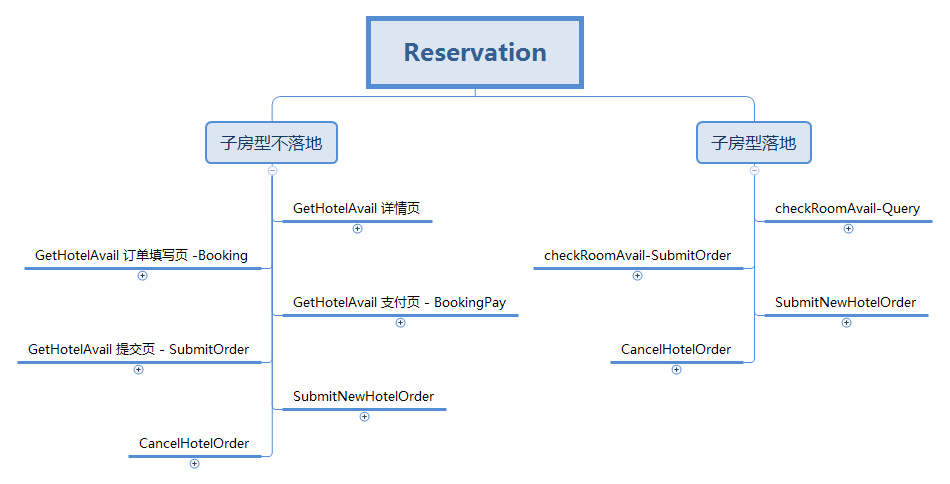 Reservation
子房型不落地
子房型落地
GetHotelAvail 详情页
checkRoomAvail-Query
GetHotelAvail 订单填写页 -Booking
checkRoomAvail-SubmitOrder
GetHotelAvail 支付页 - BookingPay
SubmitNewHotelOrder
GetHotelAvail 提交页 - SubmitOrder
CancelHotelOrder
SubmitNewHotelOrder
CancelHotelOrder